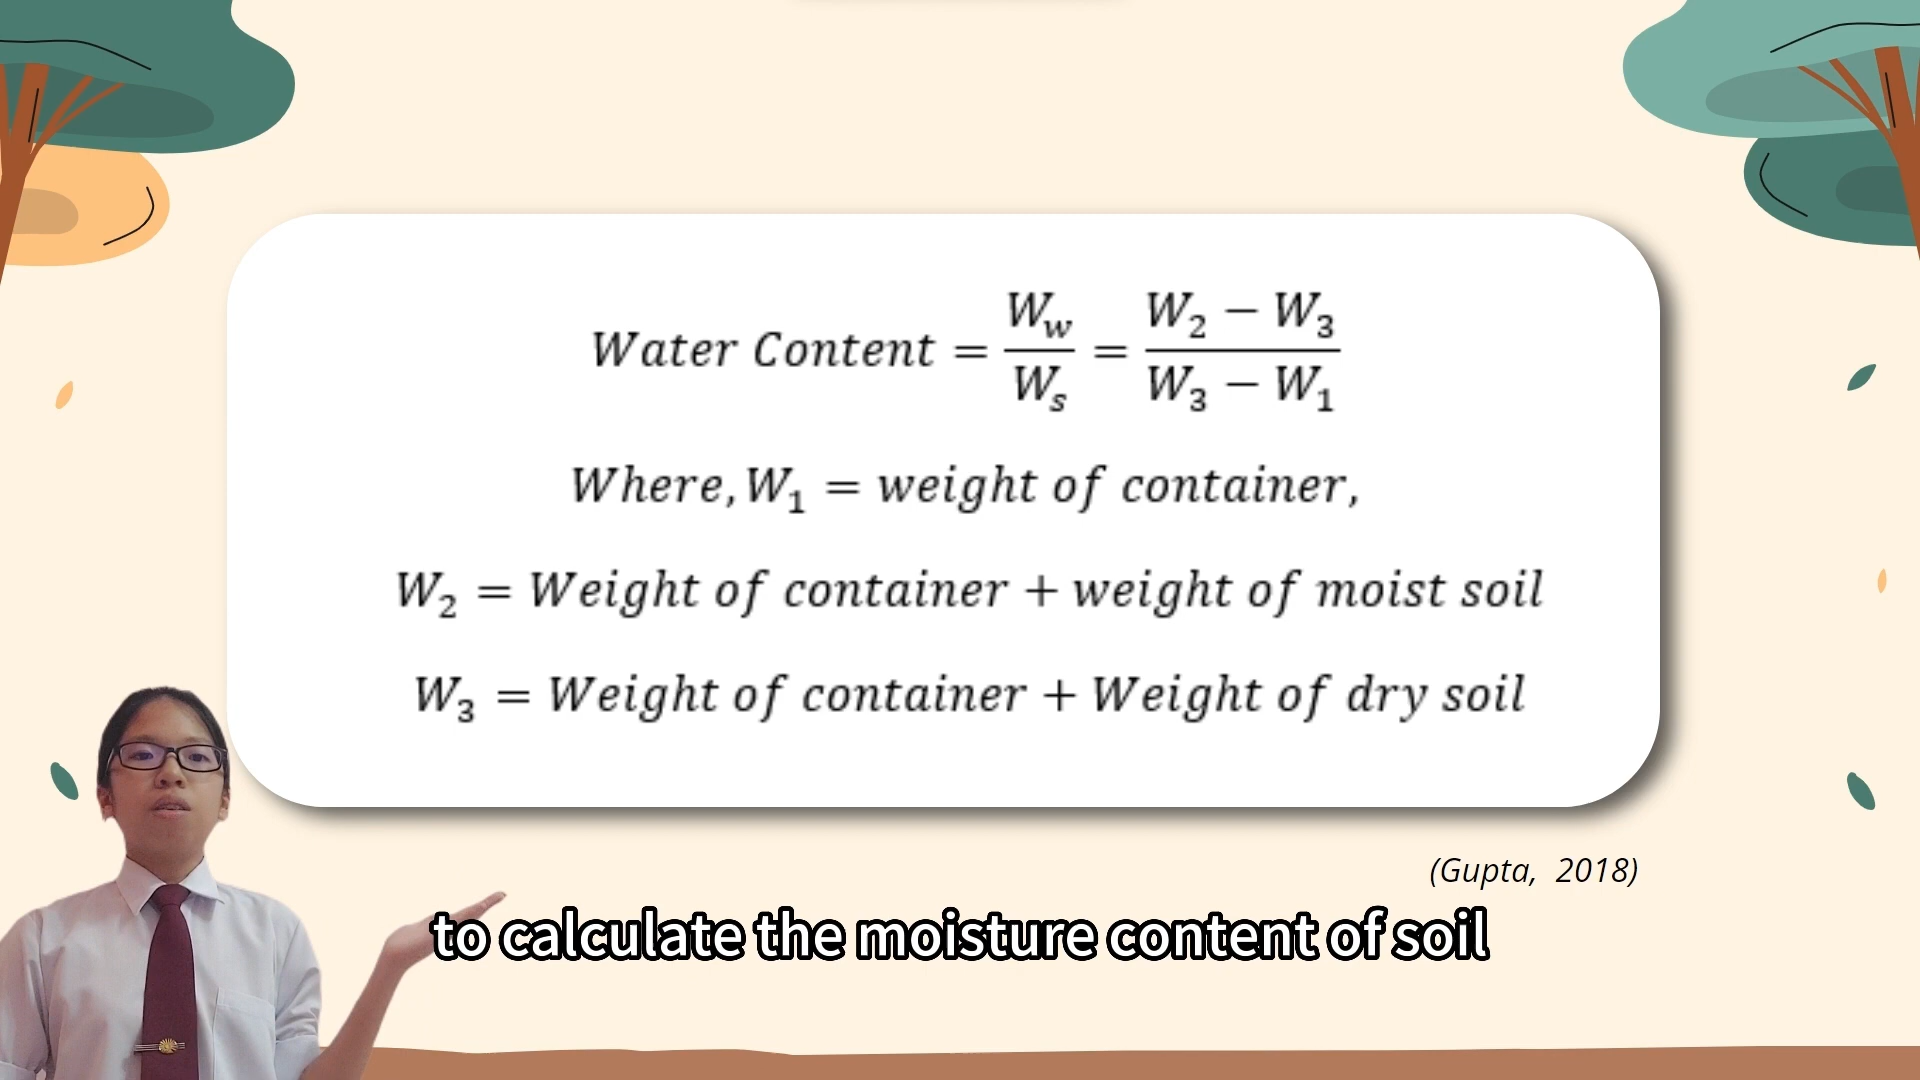 Water Content = W_w / W_s = (W_2 − W_3) / (W_3 − W_1)
Where, W_1 = weight of container,
W_2 = Weight of container + weight of moist soil
W_3 = Weight of container + Weight of dry soil
(Gupta, 2018)
to calculate the moisture content of soil